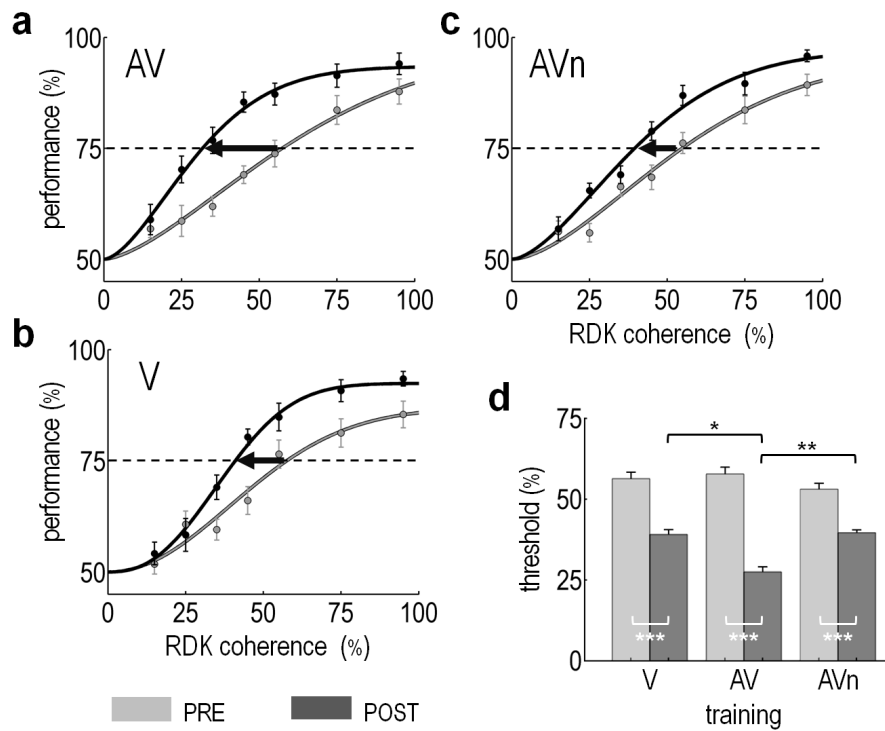 a
AV
performance (%)
100
75
50
0 25 50 75 100
b
V
performance (%)
100
75
50
0 25 50 75 100
RDK coherence (%)
PRE
POST
c
AVn
100
75
50
0 25 50 75 100
RDK coherence (%)
d
threshold (%)
75
50
25
0
*
**
*** *** ***
V AV AVn
training